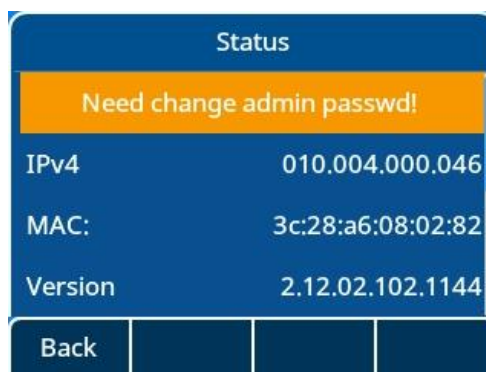 Status
Need change admin passwd!
IPv4 010.004.000.046
MAC: 3c:28:a6:08:02:82
Version 2.12.02.102.1144
Back